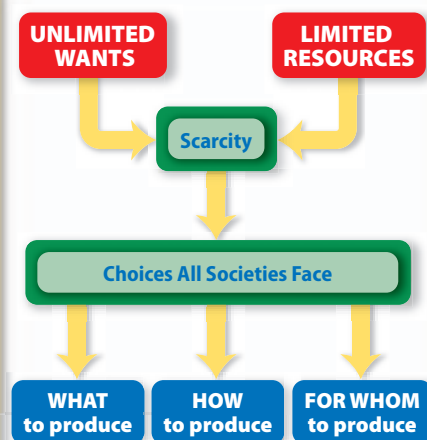 UNLIMITED
WANTS
LIMITED
RESOURCES
Scarcity
Choices All Societies Face
WHAT
to produce
HOW
to produce
FOR WHOM
to produce